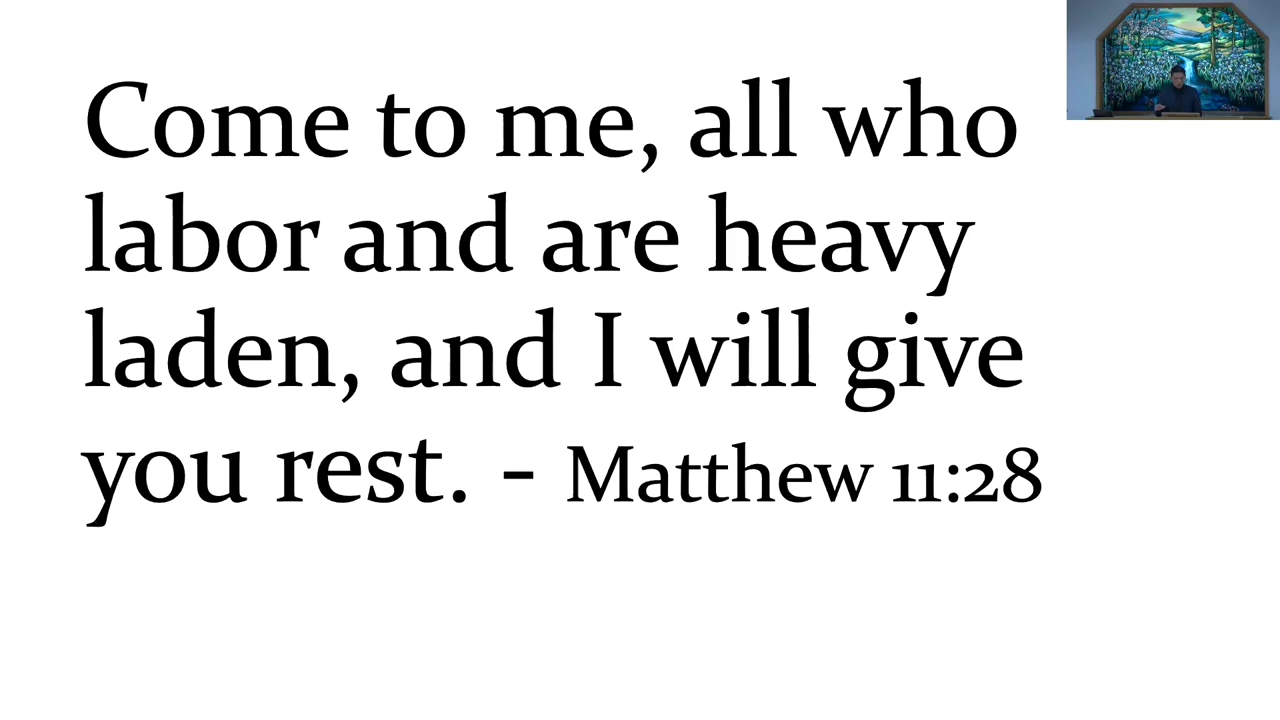 Come to me, all who
labor and are heavy
laden, and I will give
you rest. - Matthew 11:28